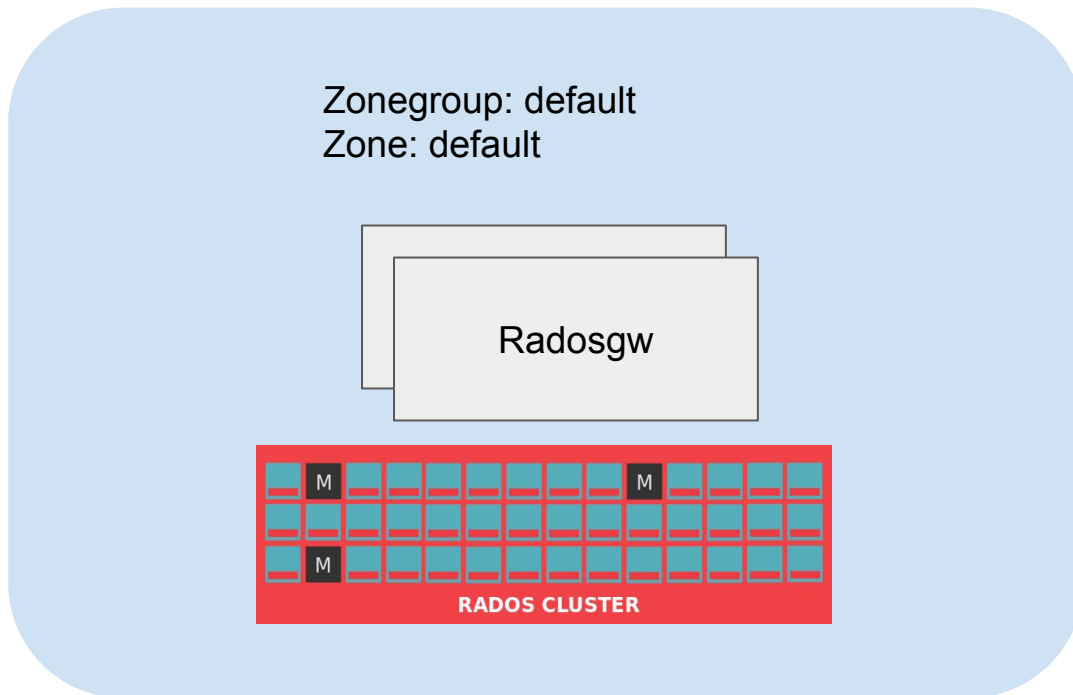 Zonegroup: default
Zone: default
Radosgw
M M
M
RADOS CLUSTER